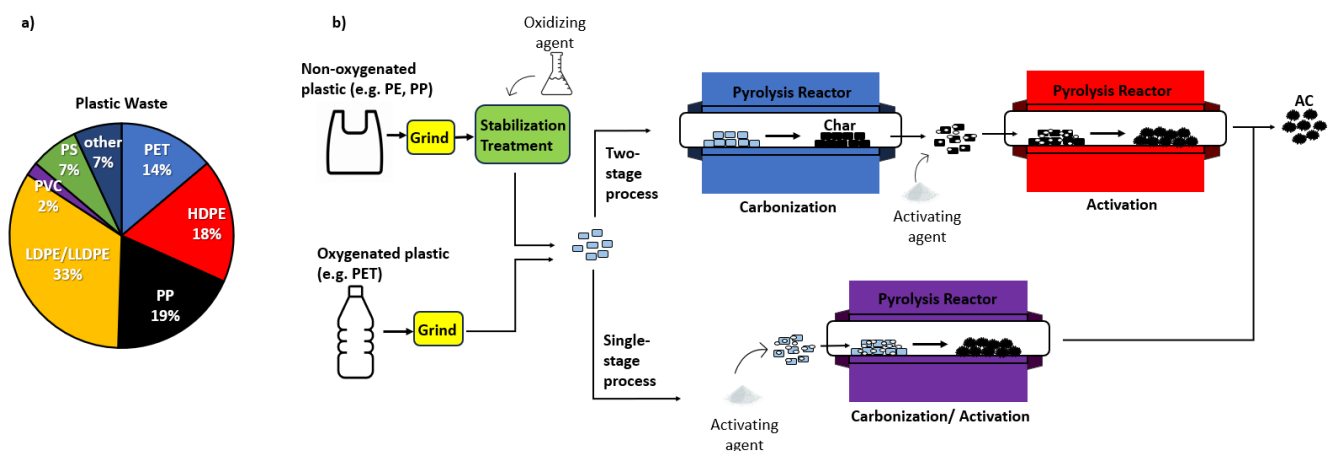 a)
Plastic Waste
PET
14%
HDPE
18%
PP
19%
LDPE/LLDPE
33%
PVC
2%
PS
7%
other
7%
b)
Non-oxygenated
plastic (e.g. PE, PP)
Grind
Oxidizing
agent
Stabilization
Treatment
Oxygenated plastic
(e.g. PET)
Grind
Two-
stage
process
Pyrolysis Reactor
Char
Carbonization
Activating
agent
Pyrolysis Reactor
Activation
AC
Single-
stage
process
Activating
agent
Pyrolysis Reactor
Carbonization/ Activation